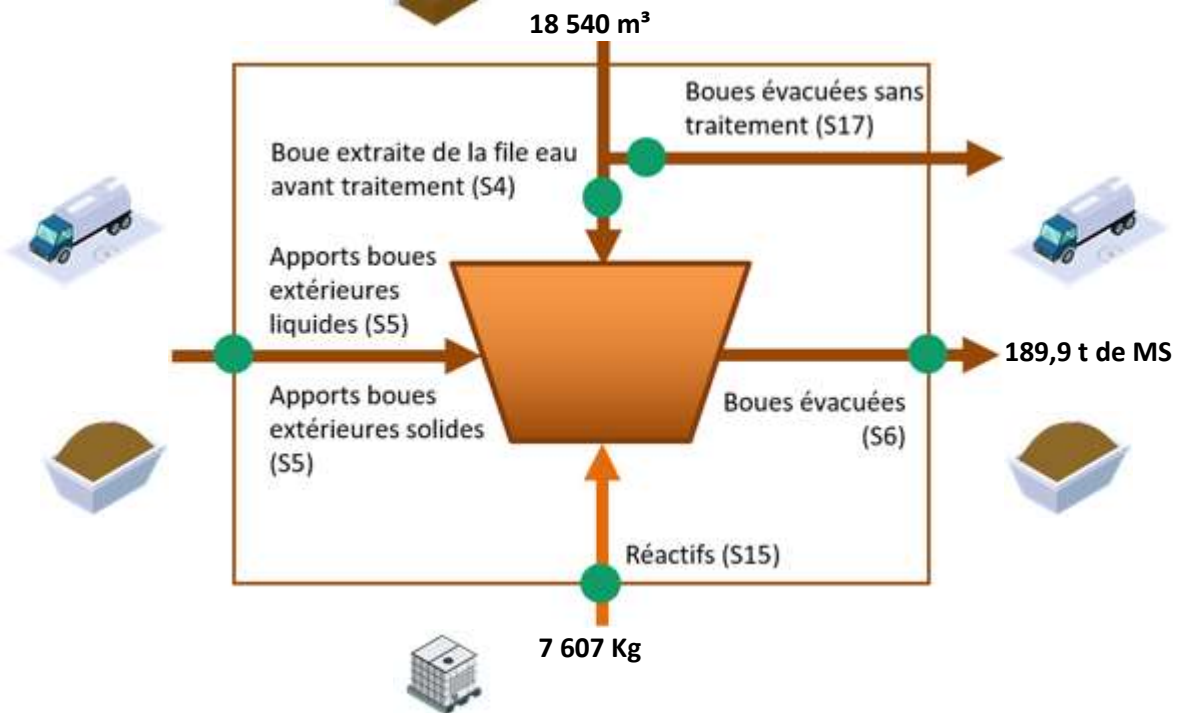 18 540 m³
Boues évacuées sans
traitement (S17)
Boue extraite de la file eau
avant traitement (S4)
Apports boues
extérieures
liquides (S5)
189,9 t de MS
Apports boues
extérieures solides
(S5)
Boues évacuées
(S6)
Réactifs (S15)
7 607 Kg